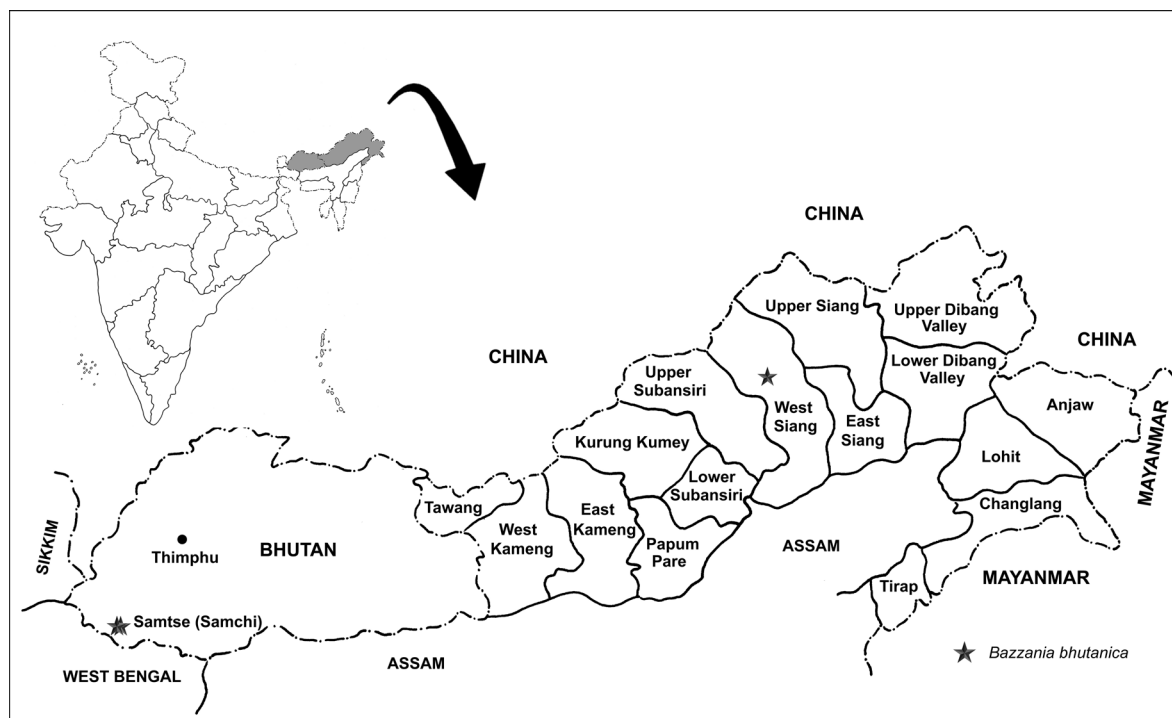 CHINA
CHINA
CHINA
Upper Siang
Upper Dibang
Valley
Lower Dibang
Valley
Upper
Subansiri
West
Siang
East
Siang
Anjaw
MAYANMAR
Kurung Kumey
Lohit
Lower
Subansiri
Tawang
East
Kameng
West
Kameng
Changlang
SIKKIM
Thimphu
BHUTAN
Papum
Pare
ASSAM
MAYANMAR
Tirap
Samtse (Samchi)
WEST BENGAL
ASSAM
Bazzania bhutanica